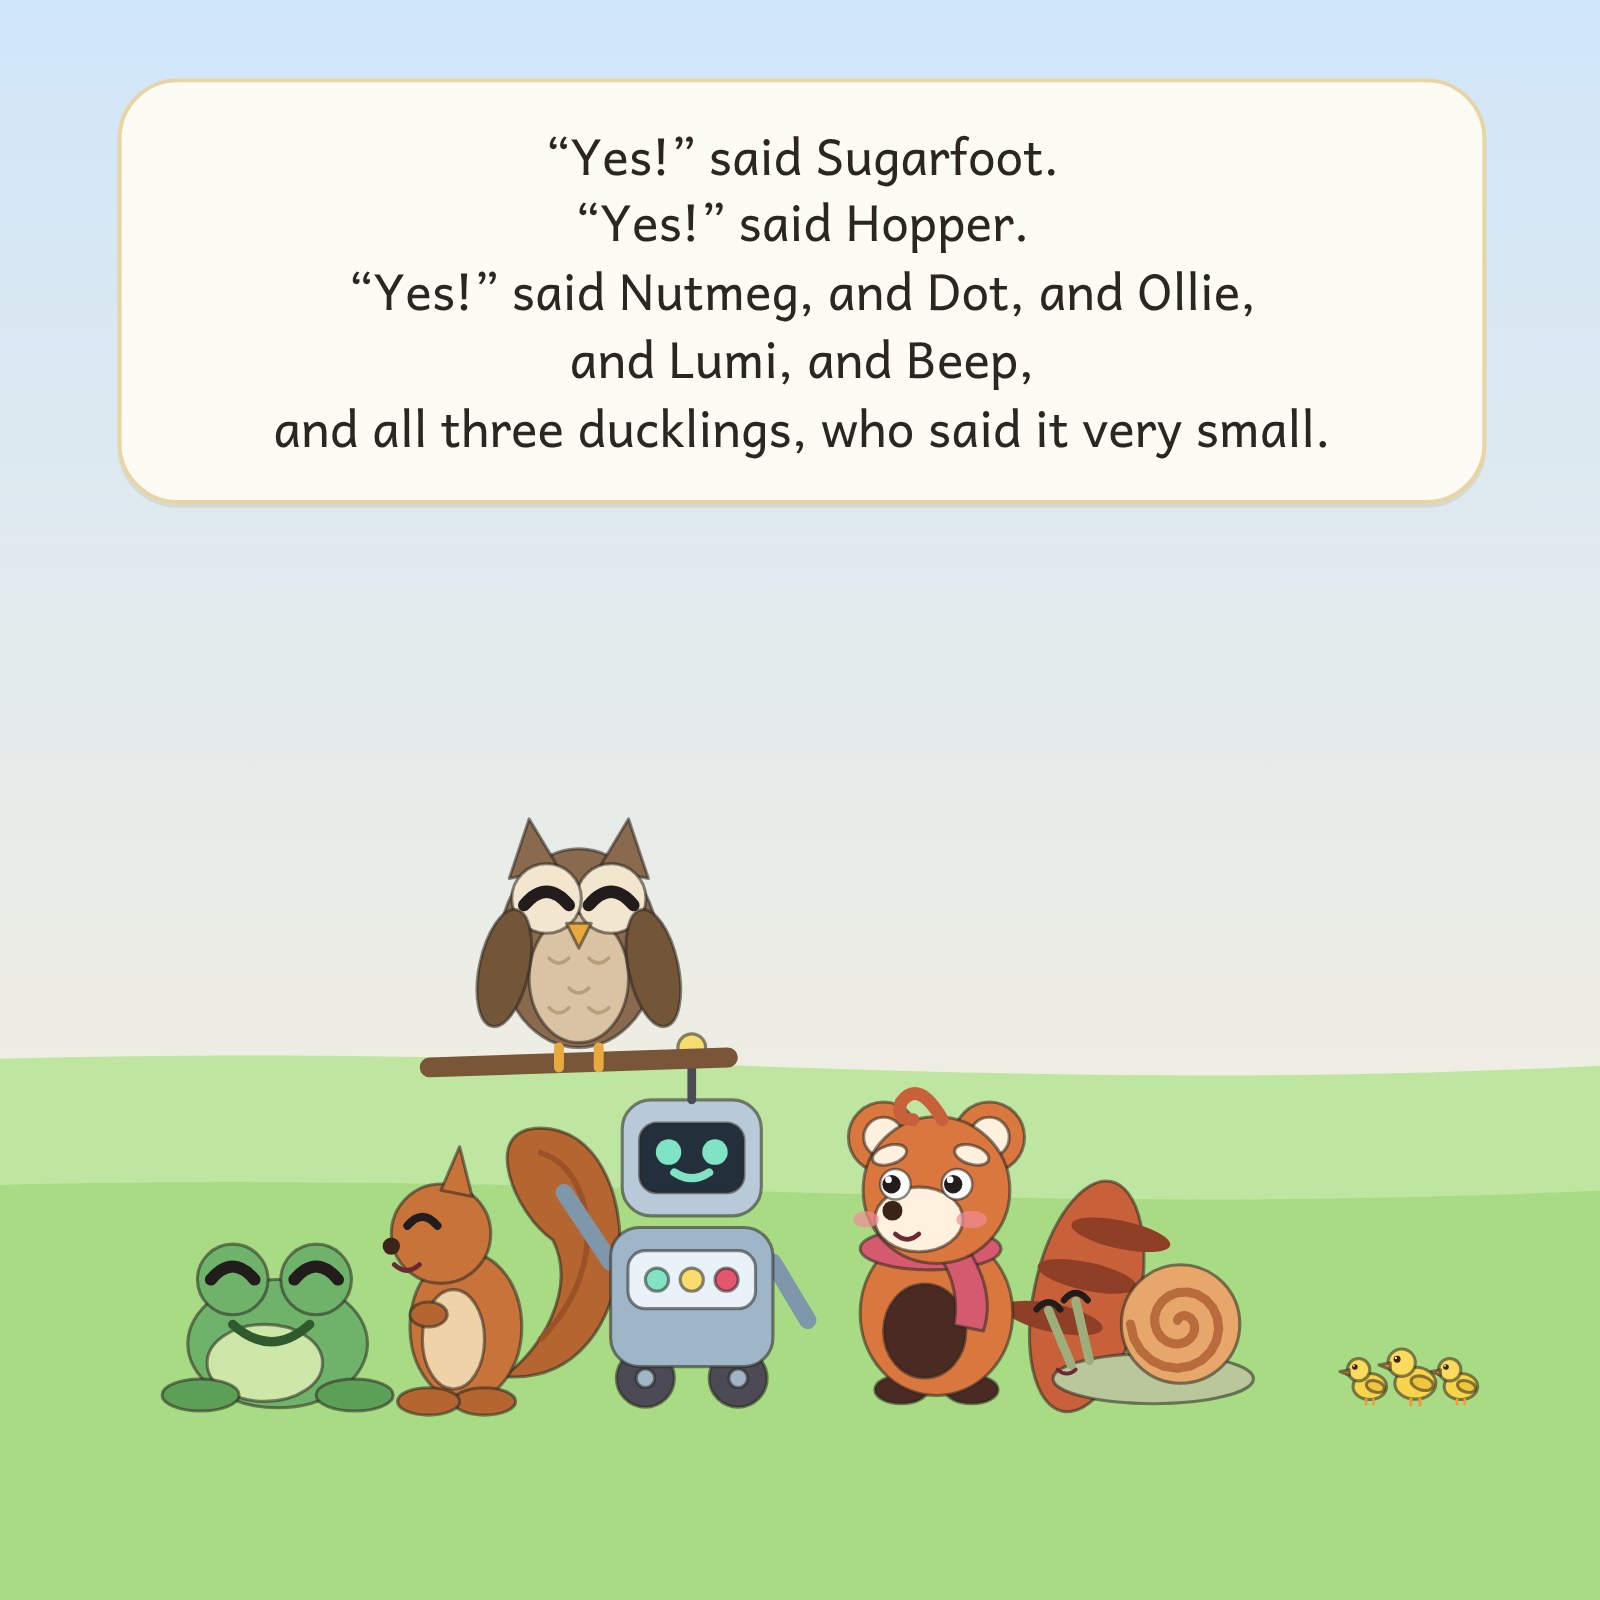 “Yes!” said Sugarfoot.
“Yes!” said Hopper.
“Yes!” said Nutmeg, and Dot, and Ollie,
and Lumi, and Beep,
and all three ducklings, who said it very small.